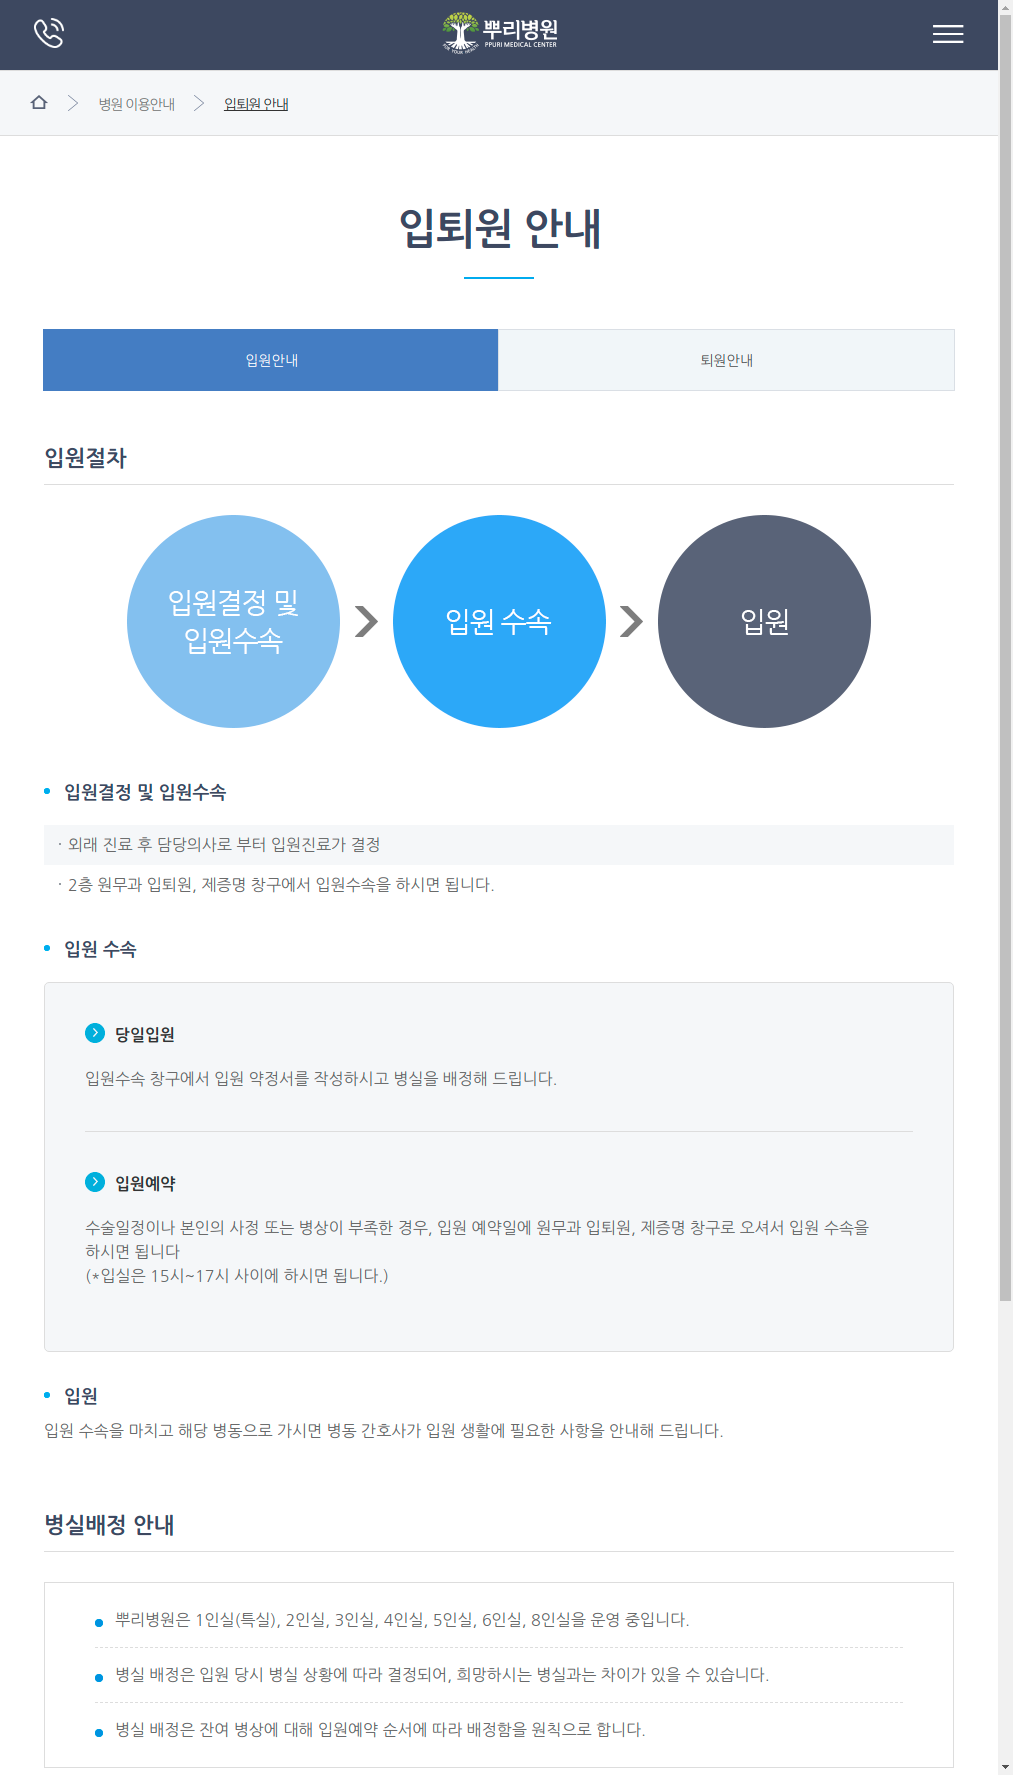 뿌리병원
PPURI MEDICAL CENTER
FOR YOUR HEALTH
병원 이용안내
입퇴원 안내
입퇴원 안내
입원안내
퇴원안내
입원절차
입원결정 및
입원수속
입원 수속
입원
입원결정 및 입원수속
· 외래 진료 후 담당의사로 부터 입원진료가 결정
· 2층 원무과 입퇴원, 제증명 창구에서 입원수속을 하시면 됩니다.
입원 수속
당일입원
입원수속 창구에서 입원 약정서를 작성하시고 병실을 배정해 드립니다.
입원예약
수술일정이나 본인의 사정 또는 병상이 부족한 경우, 입원 예약일에 원무과 입퇴원, 제증명 창구로 오셔서 입원 수속을
하시면 됩니다
(*입실은 15시~17시 사이에 하시면 됩니다.)
입원
입원 수속을 마치고 해당 병동으로 가시면 병동 간호사가 입원 생활에 필요한 사항을 안내해 드립니다.
병실배정 안내
뿌리병원은 1인실(특실), 2인실, 3인실, 4인실, 5인실, 6인실, 8인실을 운영 중입니다.
병실 배정은 입원 당시 병실 상황에 따라 결정되어, 희망하시는 병실과는 차이가 있을 수 있습니다.
병실 배정은 잔여 병상에 대해 입원예약 순서에 따라 배정함을 원칙으로 합니다.